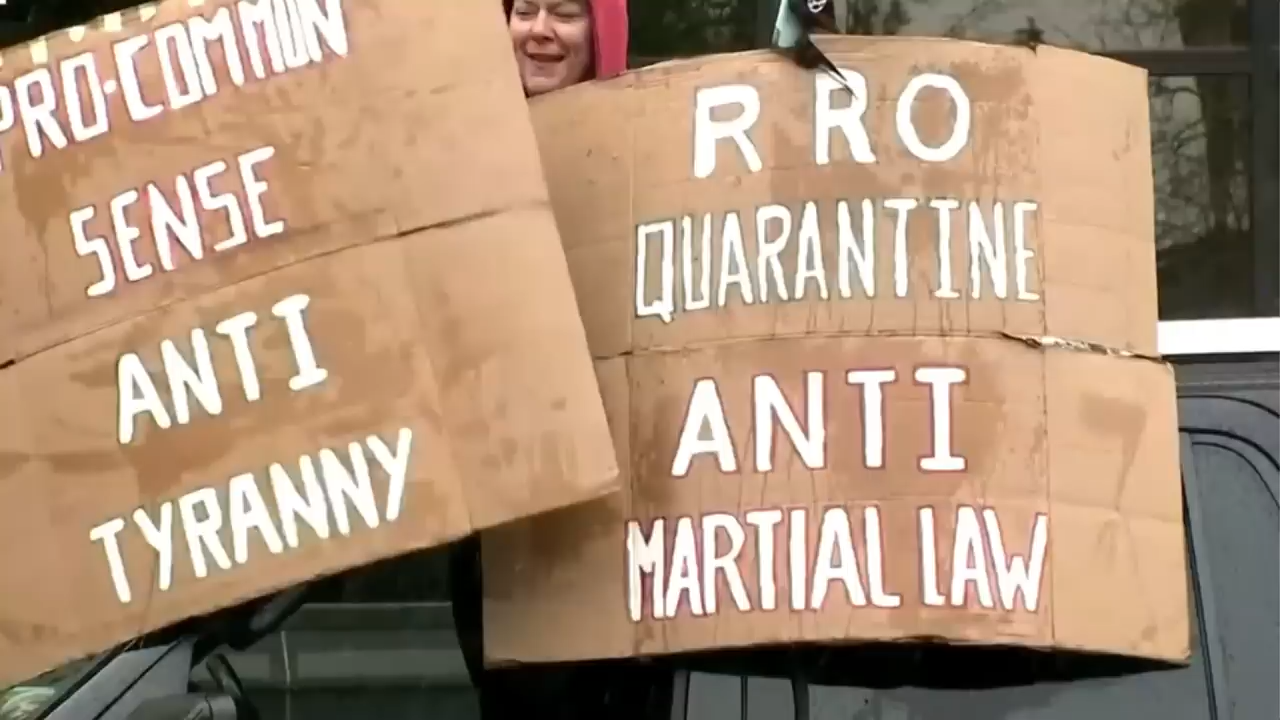 PRO-COMMON
SENSE
ANTI
TYRANNY
RRO
QUARANTINE
ANTI
MARTIAL LAW